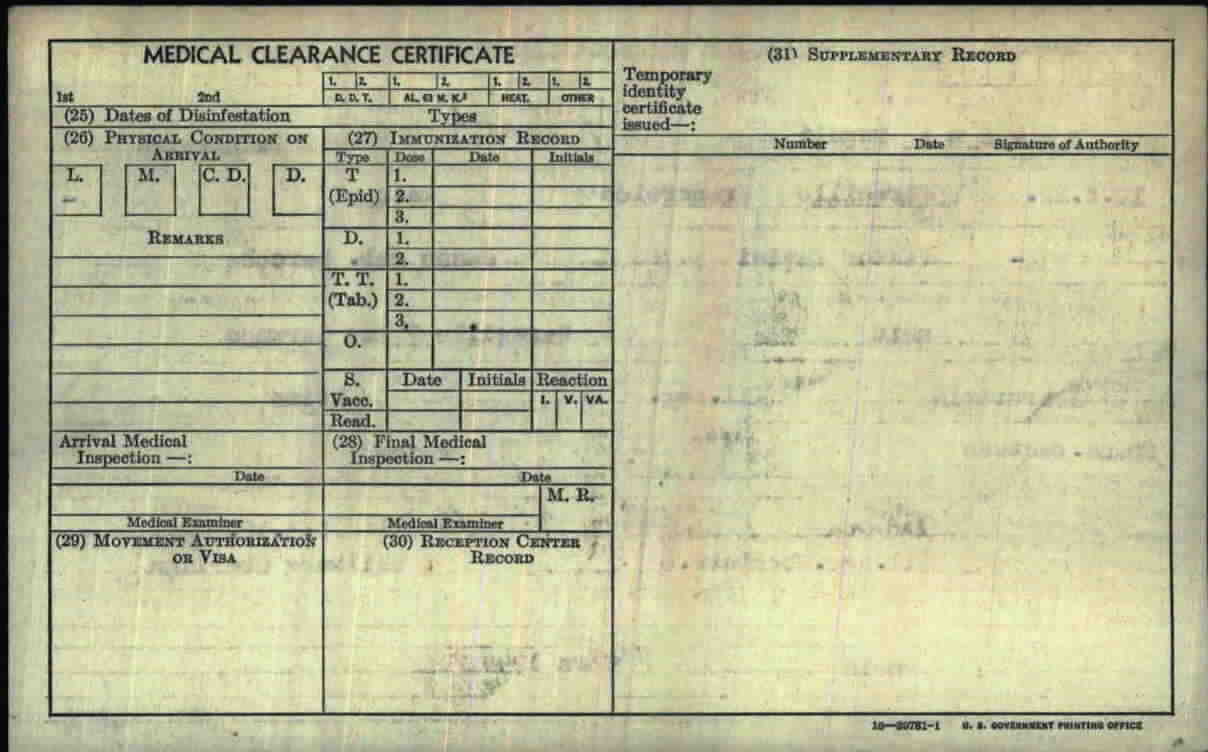 MEDICAL CLEARANCE CERTIFICATE
1. 2. 1. 2. 1. 2. 1. 2.
1st 2nd D. D. T. AL. 63 M. K.² HEAT. OTHER
(25) Dates of Disinfestation Types
(26) PHYSICAL CONDITION ON
ARRIVAL
L. M. C. D. D.
REMARKS
(27) IMMUNIZATION RECORD
Type Dose Date Initials
T 1.
(Epid) 2.
3.
D. 1.
2.
T. T. 1.
(Tab.) 2.
3.
O.
S. Date Initials Reaction
Vacc. I. V. VA.
Read.
Arrival Medical
Inspection —:
Date
Medical Examiner
(28) Final Medical
Inspection —:
Date
M. R.
Medical Examiner
(29) MOVEMENT AUTHORIZATION
OR VISA
(30) RECEPTION CENTER
RECORD
(31) SUPPLEMENTARY RECORD
Temporary
identity
certificate
issued—:
Number Date Signature of Authority
16—39781-1 U. S. GOVERNMENT PRINTING OFFICE